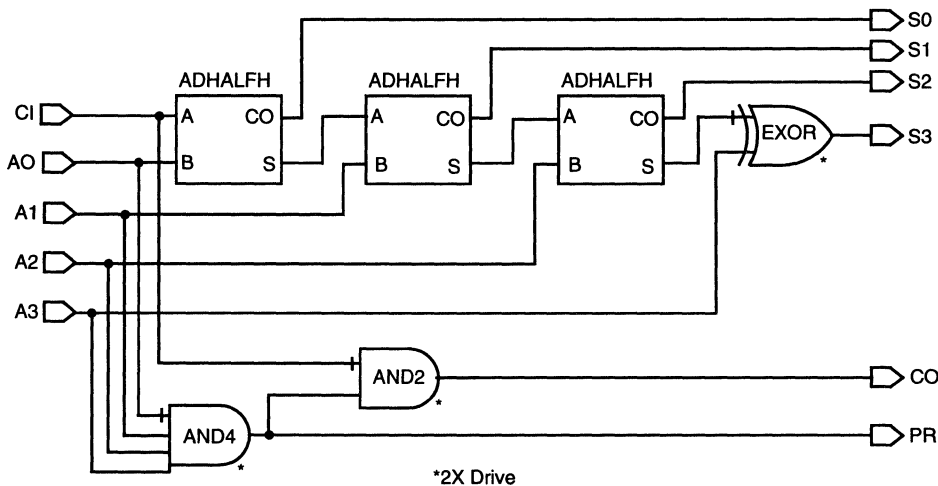 S0
S1
ADHALFH ADHALFH ADHALFH
S2
CI A CO A CO A CO
EXOR S3
*
AO B S B S B S
A1
A2
A3
AND2 CO
*
AND4 PR
*
*2X Drive